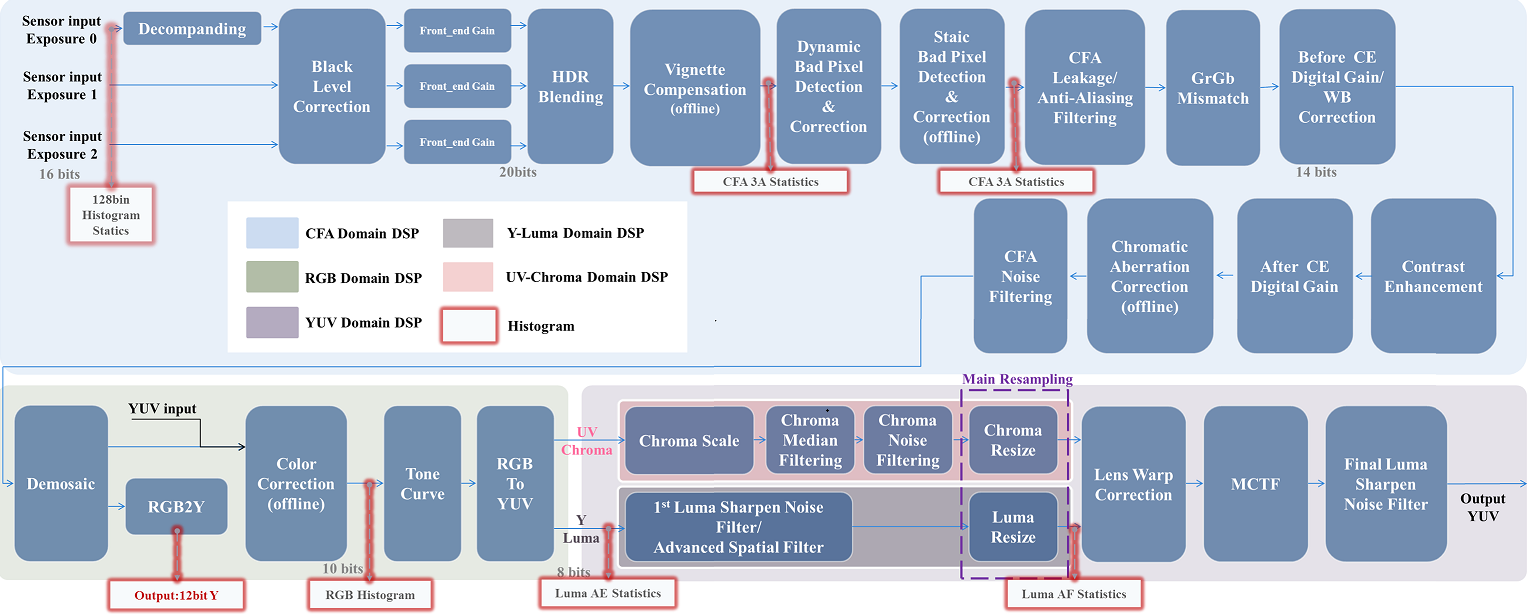 Sensor input
Exposure 0
Decompanding
Sensor input
Exposure 1
Sensor input
Exposure 2
16 bits
128bin
Histogram
Statics
Black
Level
Correction
Front_end Gain
Front_end Gain
Front_end Gain
20bits
HDR
Blending
Vignette
Compensation
(offline)
CFA 3A Statistics
Dynamic
Bad Pixel
Detection
&
Correction
Staic
Bad Pixel
Detection
&
Correction
(offline)
CFA 3A Statistics
CFA
Leakage/
Anti-Aliasing
Filtering
GrGb
Mismatch
Before CE
Digital Gain/
WB
Correction
14 bits
CFA Domain DSP
RGB Domain DSP
YUV Domain DSP
Y-Luma Domain DSP
UV-Chroma Domain DSP
Histogram
CFA
Noise
Filtering
Chromatic
Aberration
Correction
(offline)
After CE
Digital Gain
Contrast
Enhancement
Demosaic
YUV input
RGB2Y
Output:12bit Y
Color
Correction
(offline)
10 bits
RGB Histogram
Tone
Curve
RGB
To
YUV
UV
Chroma
Y
Luma
8 bits
Luma AE Statistics
Main Resampling
Chroma Scale
Chroma
Median
Filtering
Chroma
Noise
Filtering
Chroma
Resize
1st Luma Sharpen Noise
Filter/
Advanced Spatial Filter
Luma
Resize
Luma AF Statistics
Lens Warp
Correction
MCTF
Final Luma
Sharpen
Noise Filter
Output
YUV